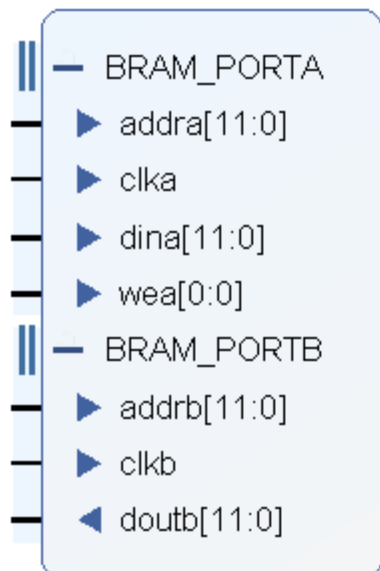 BRAM_PORTA
addra[11:0]
clka
dina[11:0]
wea[0:0]
BRAM_PORTB
addrb[11:0]
clkb
doutb[11:0]